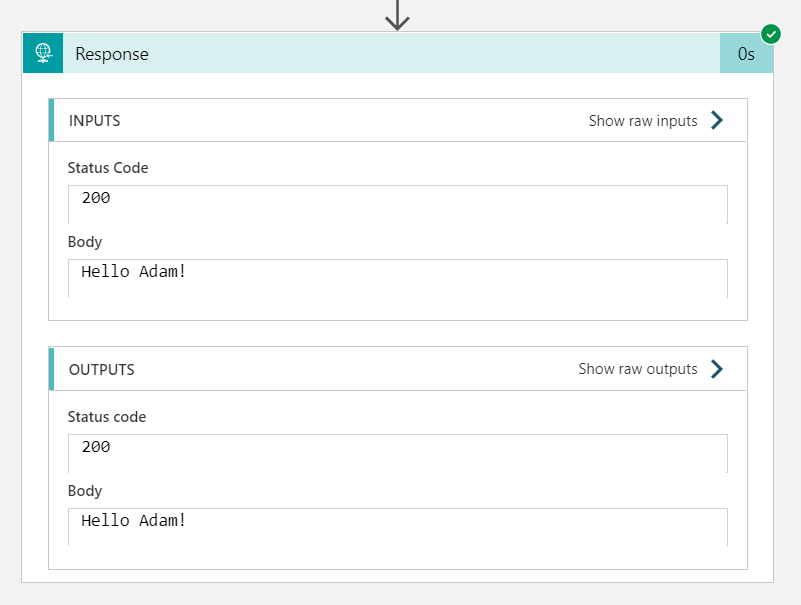 Response 0s
INPUTS Show raw inputs
Status Code
200
Body
Hello Adam!
OUTPUTS Show raw outputs
Status code
200
Body
Hello Adam!